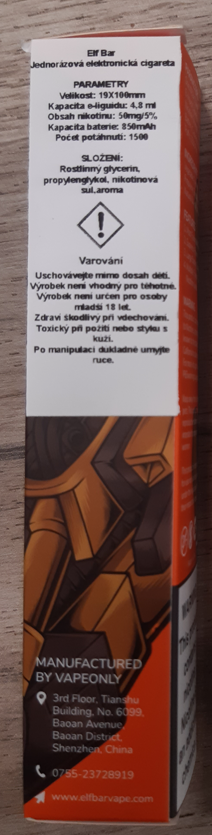 Elf Bar
Jednorázová elektronická cigareta
PARAMETRY
Velikost: 19X100mm
Kapacita e-liguidu: 4,8 ml
Obsah nikotinu: 50mg/5%
Kapacita baterie: 850mAh
Počet potáhnutí: 1500
SLOŽENÍ:
Rostlinný glycerin,
propylenglykol, nikotinová
sul,aroma
Varování
Uschovávejte mimo dosah dětí.
Výrobek není vhodný pro těhotné.
Výrobek není určen pro osoby
mladší 18 let.
Zdraví škodlivý při vdechování.
Toxický při požití nebo styku s
kuží.
Po manipulaci dukladně umyjte
ruce.
MANUFACTURED
BY VAPEONLY
3rd Floor, Tianshu
Building, No. 6099,
Baoan Avenue,
Baoan District,
Shenzhen, China
0755-23728919
www.elfbarvape.com